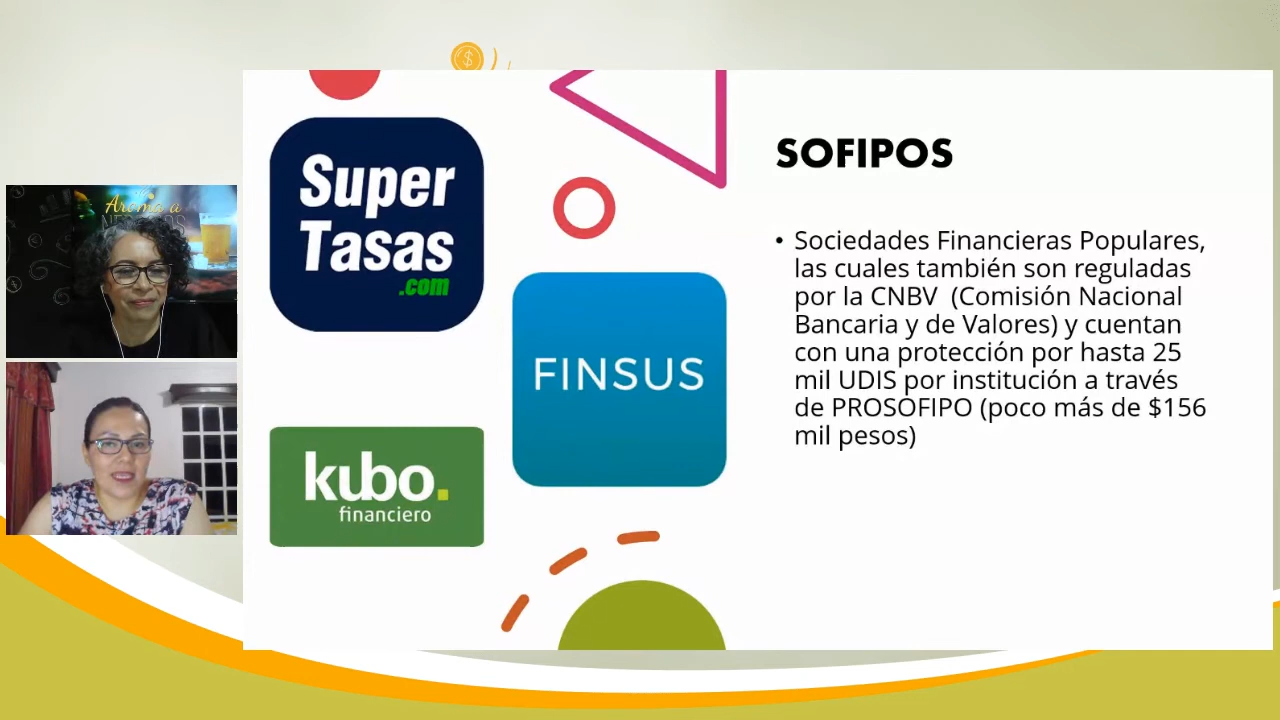 Super
Tasas
.com
FINSUS
kubo.
financiero
SOFIPOS
• Sociedades Financieras Populares,
las cuales también son reguladas
por la CNBV (Comisión Nacional
Bancaria y de Valores) y cuentan
con una protección por hasta 25
mil UDIS por institución a través
de PROSOFIPO (poco más de $156
mil pesos)
Aroma a